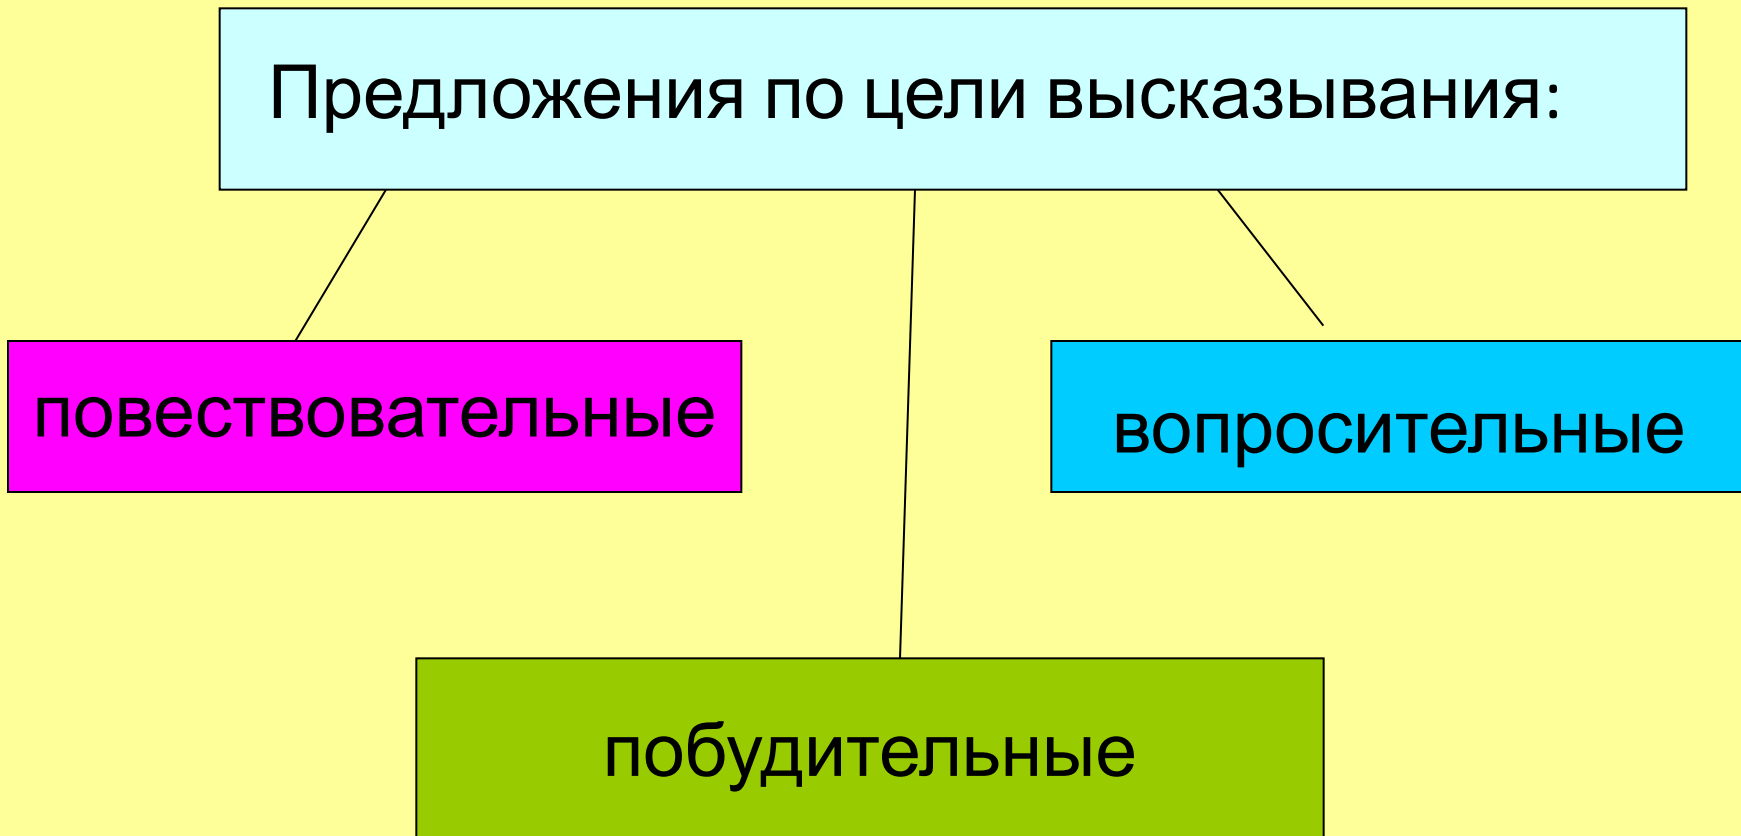 Предложения по цели высказывания:
повествовательные
вопросительные
побудительные